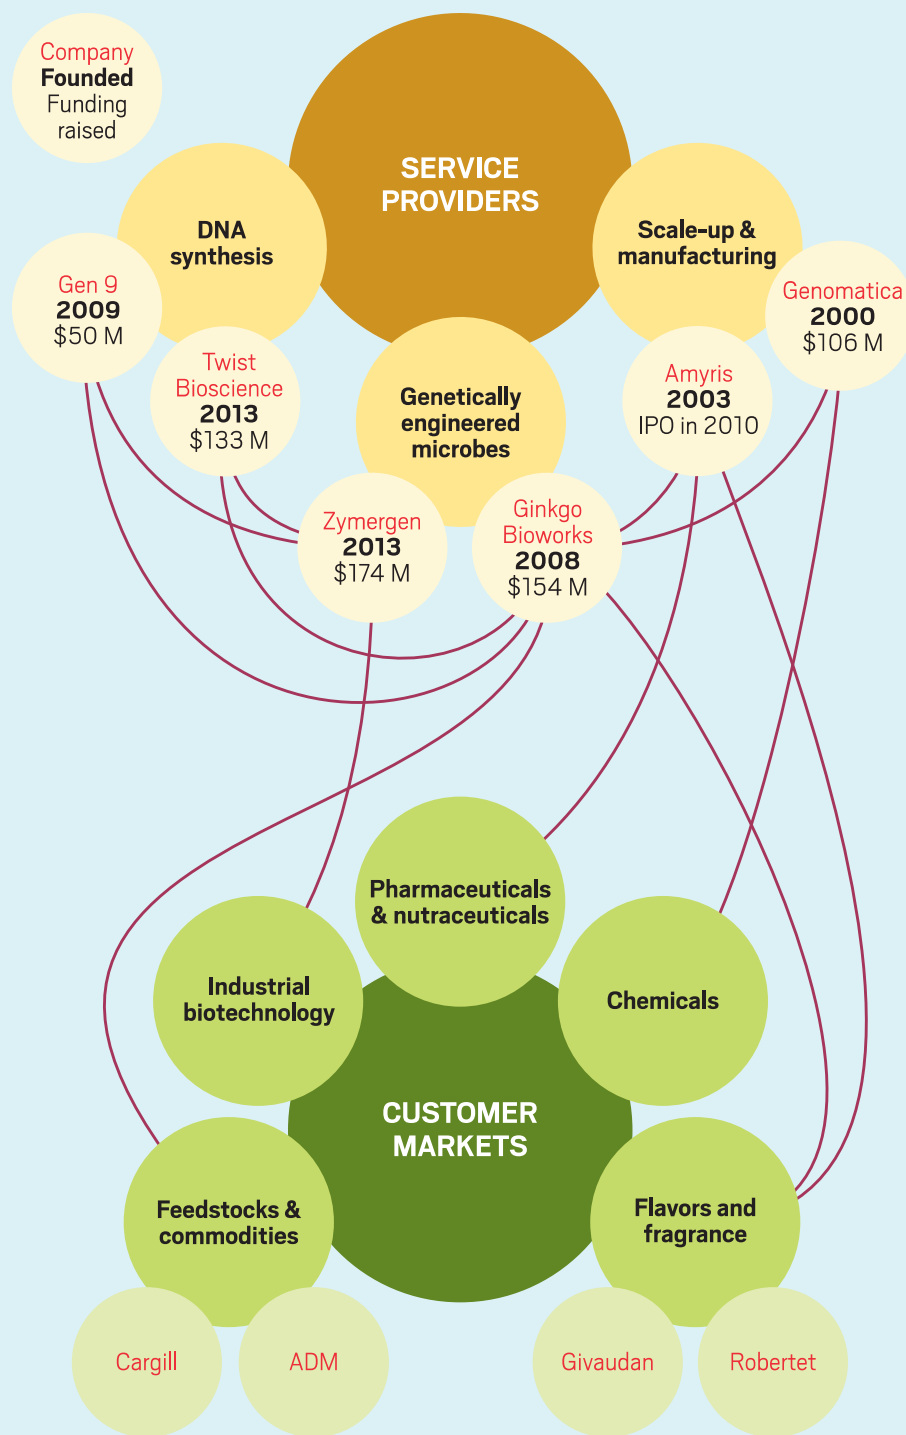 Company
Founded
Funding
raised
SERVICE
PROVIDERS
DNA
synthesis
Scale-up &
manufacturing
Gen 9
2009
$50 M
Genomatica
2000
$106 M
Twist
Bioscience
2013
$133 M
Genetically
engineered
microbes
Amyris
2003
IPO in 2010
Zymergen
2013
$174 M
Ginkgo
Bioworks
2008
$154 M
Pharmaceuticals
& nutraceuticals
Industrial
biotechnology
Chemicals
CUSTOMER
MARKETS
Feedstocks &
commodities
Flavors and
fragrance
Cargill
ADM
Givaudan
Robertet